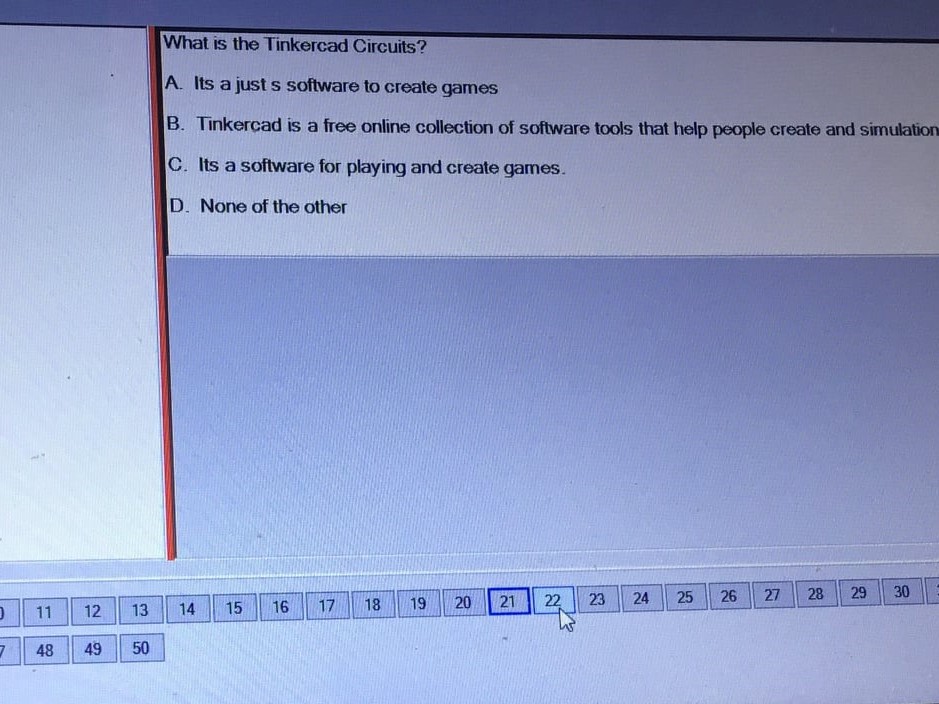 What is the Tinkercad Circuits?
A. Its a just s software to create games
B. Tinkercad is a free online collection of software tools that help people create and simulation
C. Its a software for playing and create games.
D. None of the other
11 12 13 14 15 16 17 18 19 20 21 22 23 24 25 26 27 28 29 30
48 49 50